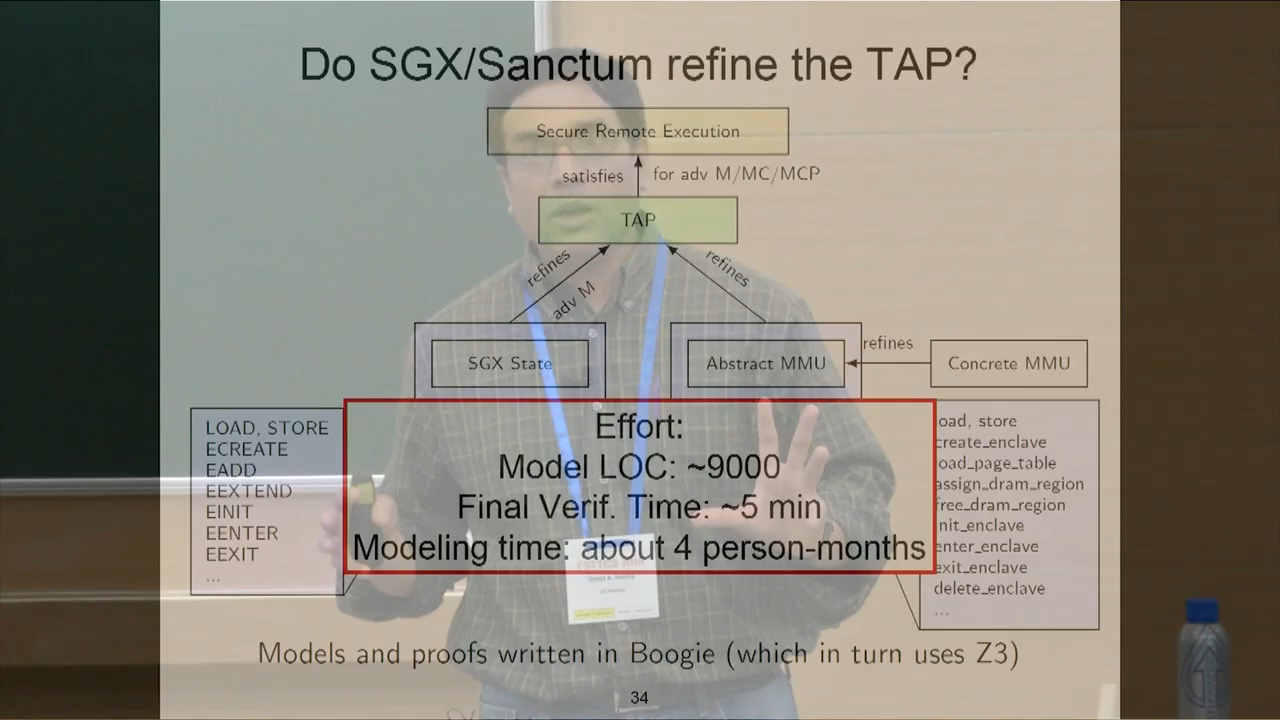 Do SGX/Sanctum refine the TAP?
Secure Remote Execution
satisfies
for adv M/MC/MCP
TAP
refines
adv M
refines
SGX State
Abstract MMU
refines
Concrete MMU
LOAD, STORE
ECREATE
EADD
EEXTEND
EINIT
EENTER
EEXIT
...
Effort:
Model LOC: ~9000
Final Verif. Time: ~5 min
Modeling time: about 4 person-months
load, store
create_enclave
load_page_table
assign_dram_region
free_dram_region
init_enclave
enter_enclave
exit_enclave
delete_enclave
...
Models and proofs written in Boogie (which in turn uses Z3)
34